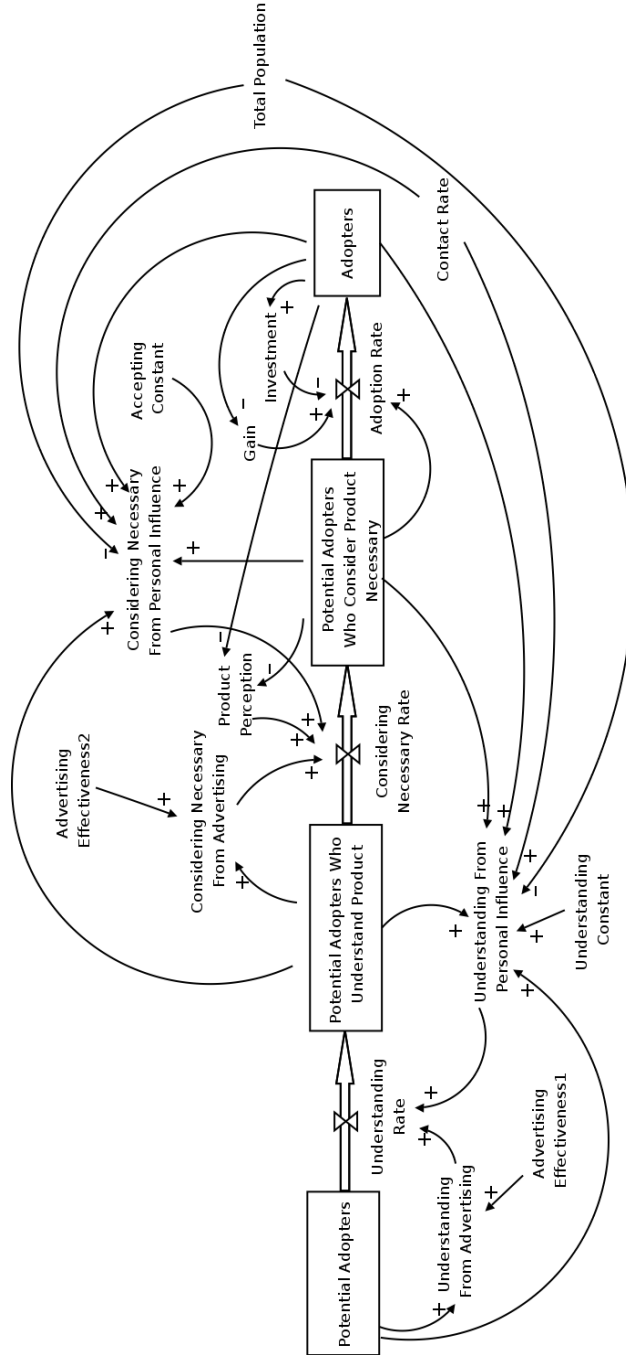 Total Population
Contact Rate
Adopters
Accepting
Constant
Investment
Gain
Adoption Rate
Considering Necessary
From Personal Influence
Potential Adopters
Who Consider Product
Necessary
Product
Perception
Considering
Necessary Rate
Advertising
Effectiveness2
Considering Necessary
From Advertising
Potential Adopters Who
Understand Product
Understanding From
Personal Influence
Understanding
Constant
Understanding
Rate
Understanding
From Advertising
Advertising
Effectiveness1
Potential Adopters